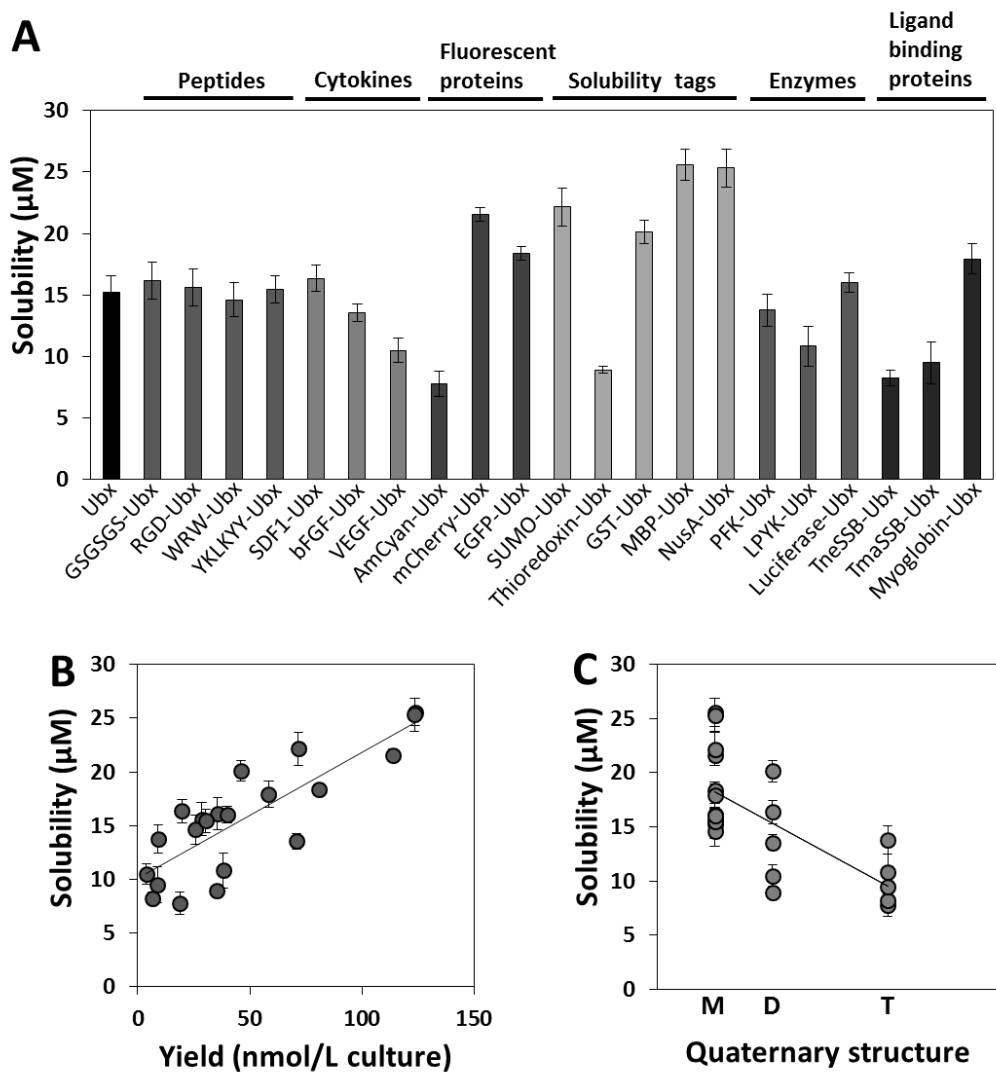 A
Peptides
Cytokines
Fluorescent
proteins
Solubility tags
Enzymes
Ligand
binding
proteins
Solubility (µM)
30
25
20
15
10
5
0
Ubx
GSGSGS-Ubx
RGD-Ubx
WRW-Ubx
YKLKYY-Ubx
SDF1-Ubx
bFGF-Ubx
VEGF-Ubx
AmCyan-Ubx
mCherry-Ubx
EGFP-Ubx
SUMO-Ubx
Thioredoxin-Ubx
GST-Ubx
MBP-Ubx
NusA-Ubx
PFK-Ubx
LPYK-Ubx
Luciferase-Ubx
TneSSB-Ubx
TmaSSB-Ubx
Myoglobin-Ubx
B
Solubility (µM)
30
25
20
15
10
5
0
0 50 100 150
Yield (nmol/L culture)
C
Solubility (µM)
30
25
20
15
10
5
0
M D T
Quaternary structure